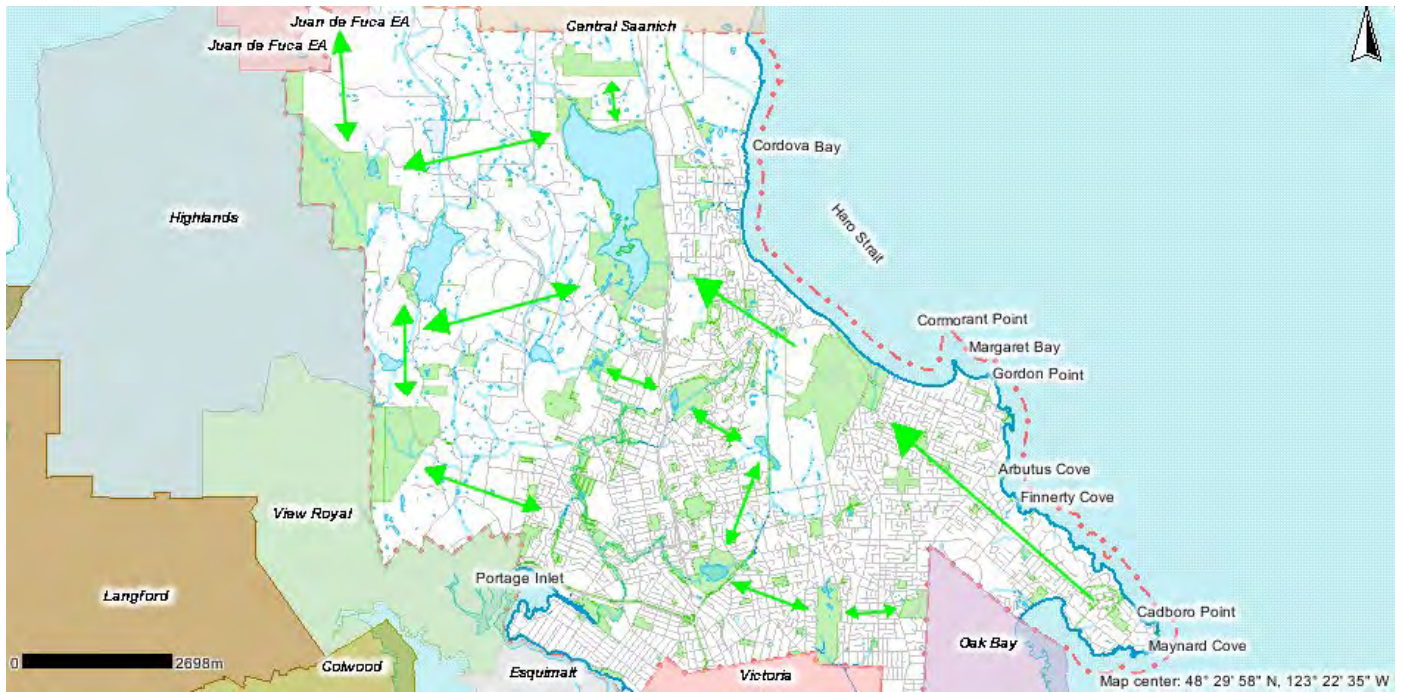 Juan de Fuca EA
Central Saanich
Juan de Fuca EA
Cordova Bay
Highlands
Haro Strait
Cormorant Point
Margaret Bay
Gordon Point
Arbutus Cove
Finnerty Cove
View Royal
Portage Inlet
Langford
Cadboro Point
Oak Bay
Maynard Cove
0 2698m
Colwood
Esquimalt
Victoria
Map center: 48° 29' 58" N, 123° 22' 35" W